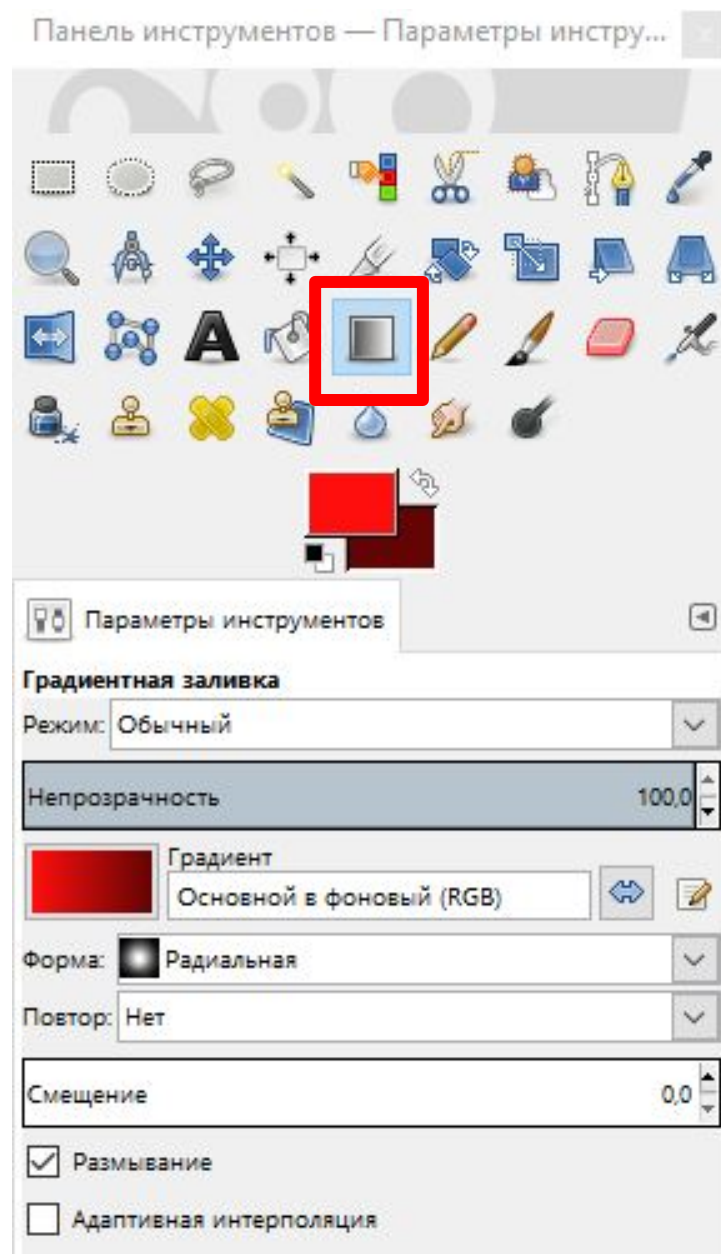 Панель инструментов — Параметры инстру...
Параметры инструментов
Градиентная заливка
Режим: Обычный
Непрозрачность 100,0
Градиент
Основной в фоновый (RGB)
Форма: Радиальная
Повтор: Нет
Смещение 0,0
Размывание
Адаптивная интерполяция